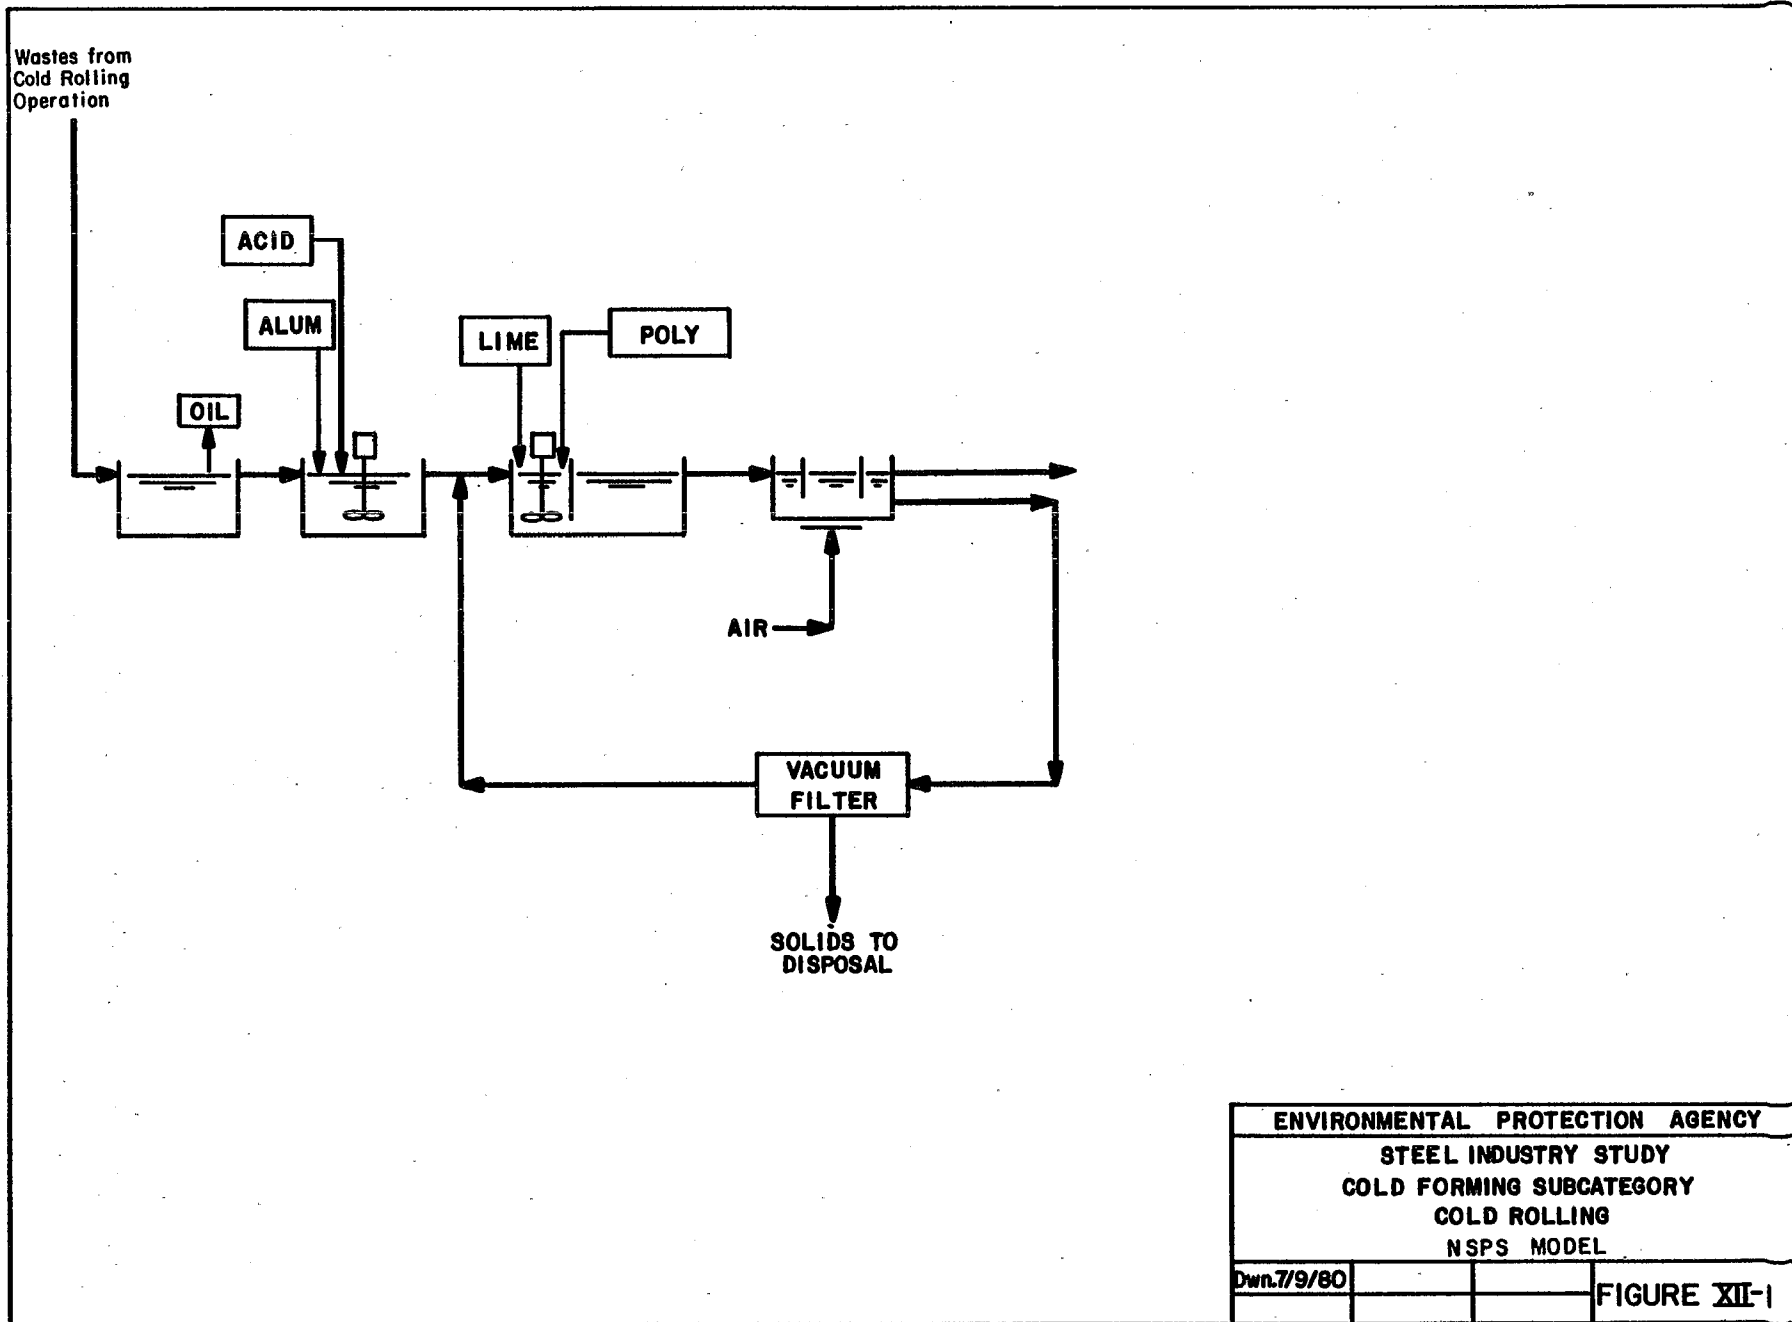 Wastes from
Cold Rolling
Operation
ACID
ALUM
LIME
POLY
OIL
AIR
VACUUM
FILTER
SOLIDS TO
DISPOSAL
ENVIRONMENTAL PROTECTION AGENCY
STEEL INDUSTRY STUDY
COLD FORMING SUBCATEGORY
COLD ROLLING
NSPS MODEL
Dwn.7/9/80
FIGURE XII-1